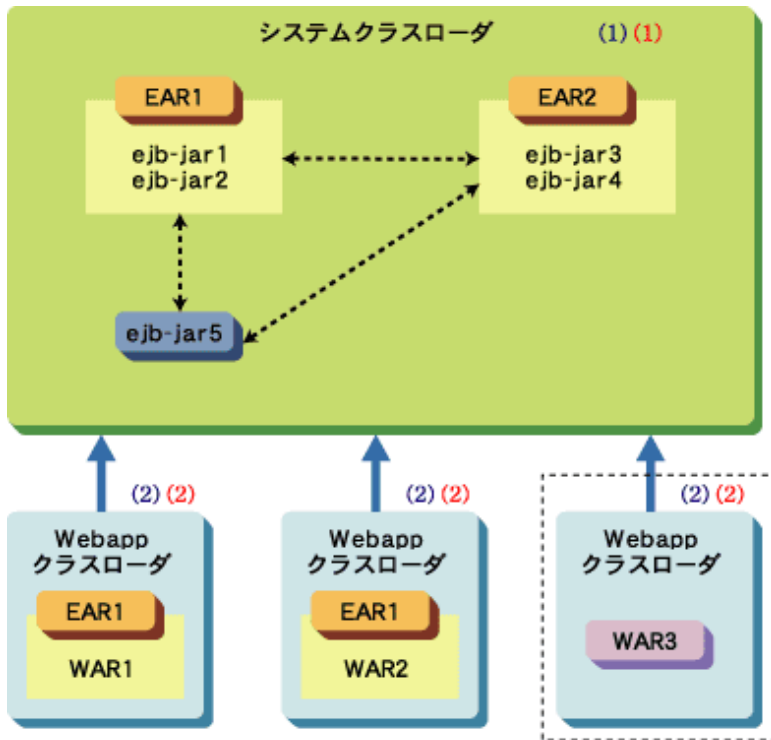 システムクラスローダ (1)(1)
EAR1
EAR2
ejb-jar1
ejb-jar2
ejb-jar3
ejb-jar4
ejb-jar5
(2)(2)
(2)(2)
(2)(2)
Webapp
クラスローダ
EAR1
WAR1
Webapp
クラスローダ
EAR1
WAR2
Webapp
クラスローダ
WAR3